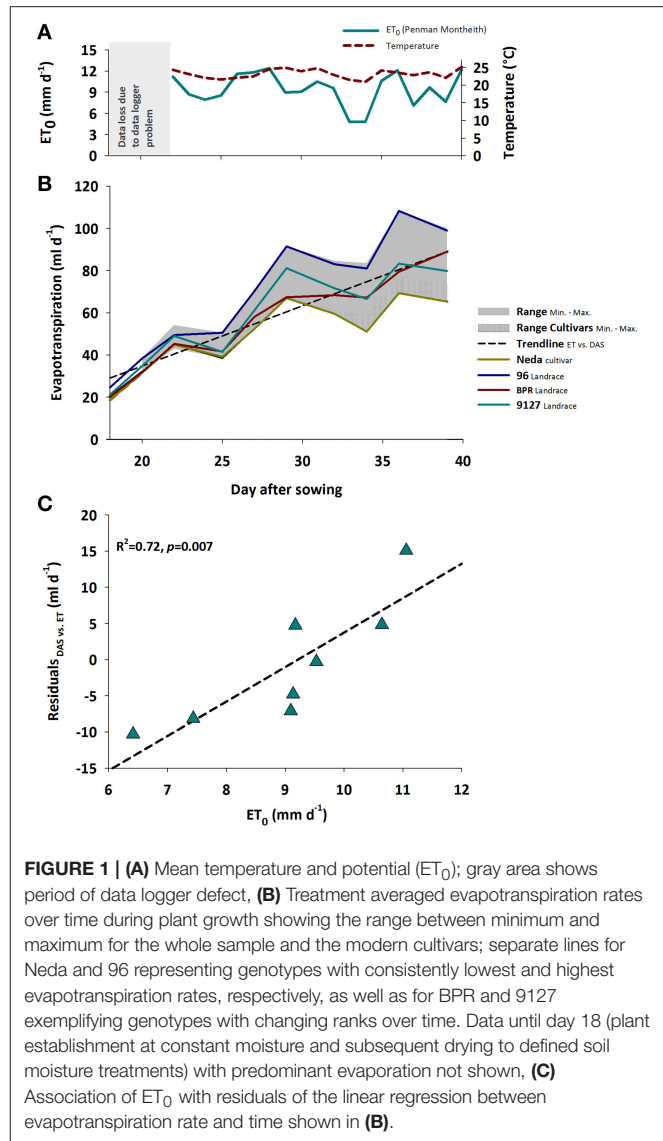 A
ET0 (Penman Montheith)
Temperature
15
12
9
6
3
0
ET0 (mm d-1)
Data loss due
to data logger
problem
25
20
15
10
5
0
Temperature (°C)
B
120
100
80
60
40
20
0
Evapotranspiration (ml d-1)
20 25 30 35 40
Day after sowing
Range Min. - Max.
Range Cultivars Min. - Max.
Trendline ET vs. DAS
Neda cultivar
96 Landrace
BPR Landrace
9127 Landrace
C
20
15
10
5
0
-5
-10
-15
Residuals DAS vs. ET (ml d-1)
R2=0.72, p=0.007
6 7 8 9 10 11 12
ET0 (mm d-1)
FIGURE 1 | (A) Mean temperature and potential (ET0); gray area shows
period of data logger defect, (B) Treatment averaged evapotranspiration rates
over time during plant growth showing the range between minimum and
maximum for the whole sample and the modern cultivars; separate lines for
Neda and 96 representing genotypes with consistently lowest and highest
evapotranspiration rates, respectively, as well as for BPR and 9127
exemplifying genotypes with changing ranks over time. Data until day 18 (plant
establishment at constant moisture and subsequent drying to defined soil
moisture treatments) with predominant evaporation not shown, (C)
Association of ET0 with residuals of the linear regression between
evapotranspiration rate and time shown in (B).